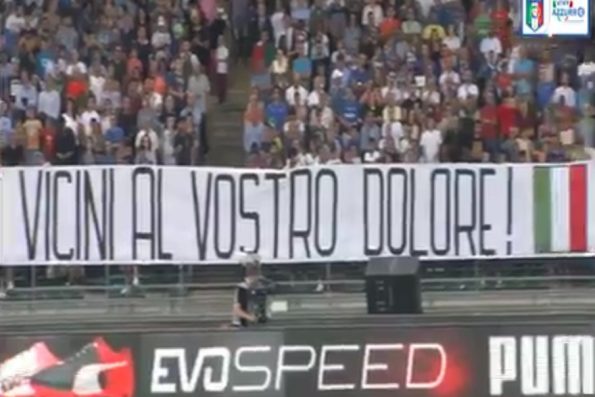 VICINI AL VOSTRO DOLORE!
EVOSPEED PUM